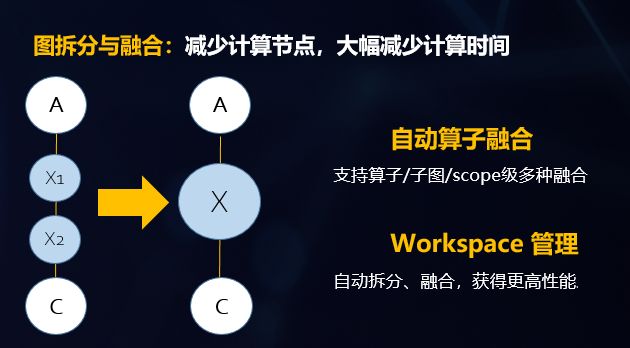 图拆分与融合：减少计算节点，大幅减少计算时间
A
X1
X2
C
A
X
C
自动算子融合
支持算子/子图/scope级多种融合
Workspace 管理
自动拆分、融合，获得更高性能.